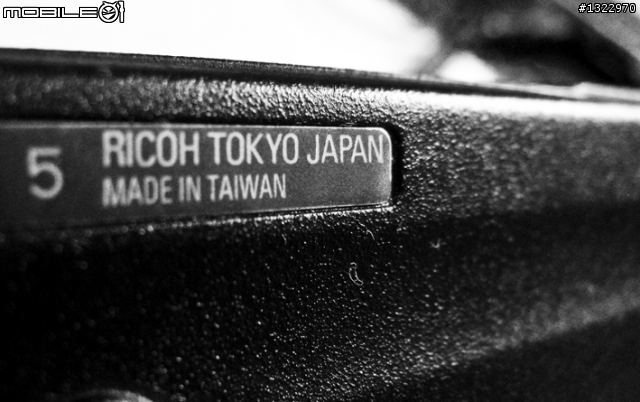 MOBILE01
#1322970
5 RICOH TOKYO JAPAN
MADE IN TAIWAN